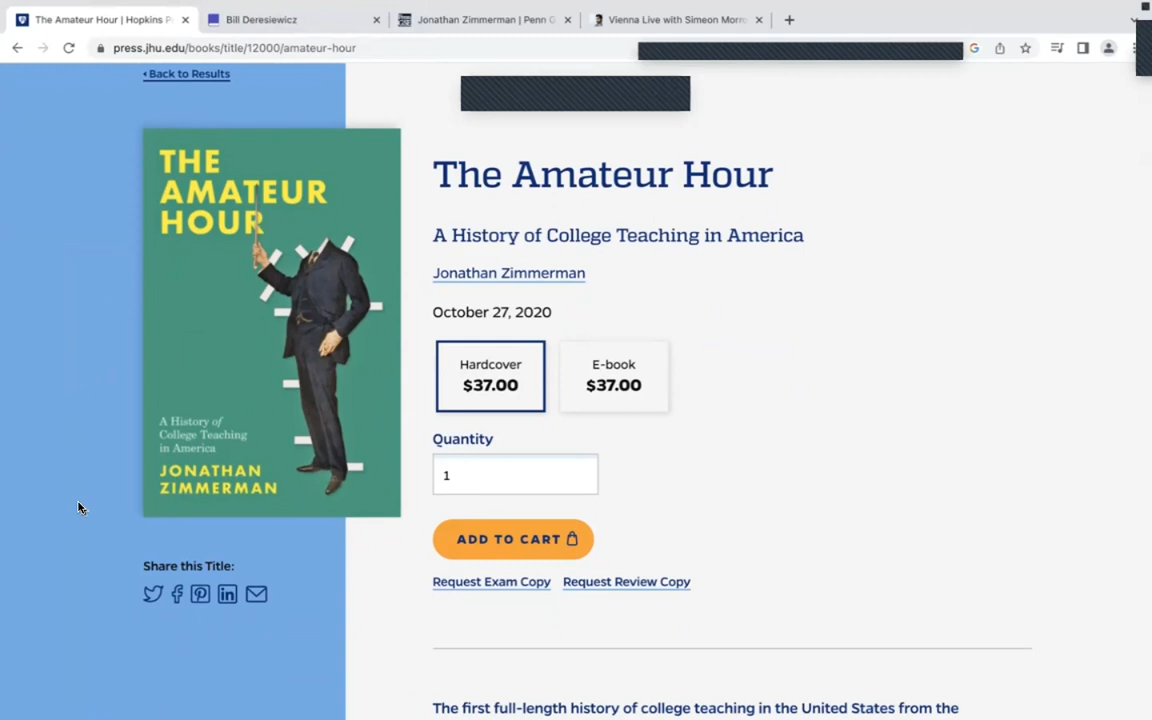 The Amateur Hour | Hopkins P
Bill Deresiewicz
Jonathan Zimmerman | Penn G
Vienna Live with Simeon Morro
press.jhu.edu/books/title/12000/amateur-hour
Back to Results
THE
AMATEUR
HOUR
A History of
College Teaching
in America
JONATHAN
ZIMMERMAN
Share this Title:
The Amateur Hour
A History of College Teaching in America
Jonathan Zimmerman
October 27, 2020
Hardcover
$37.00
E-book
$37.00
Quantity
1
ADD TO CART
Request Exam Copy Request Review Copy
The first full-length history of college teaching in the United States from the